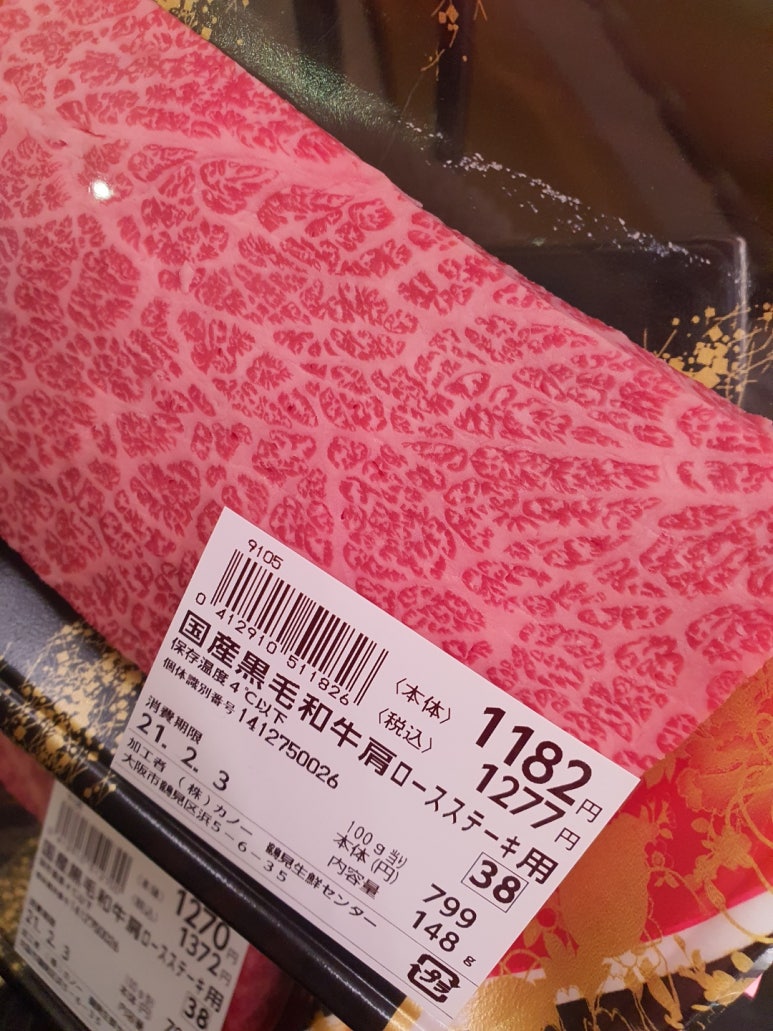 9105
0 412910 511826
国産黒毛和牛肩ロースステーキ用
保存温度4℃以下
個体識別番号1412750026
〈本体〉 1182円
〈税込〉 1277円
消費期限
21. 2. 3
38
加工者 (株)カノー 鶴見生鮮センター
大阪市鶴見区浜5-6-35
100g当り
本体(円) 799
内容量 148g
プラ
国産黒毛和牛肩ロースステーキ用
〈本体〉 1270円
〈税込〉 1372円
21. 2. 3
38